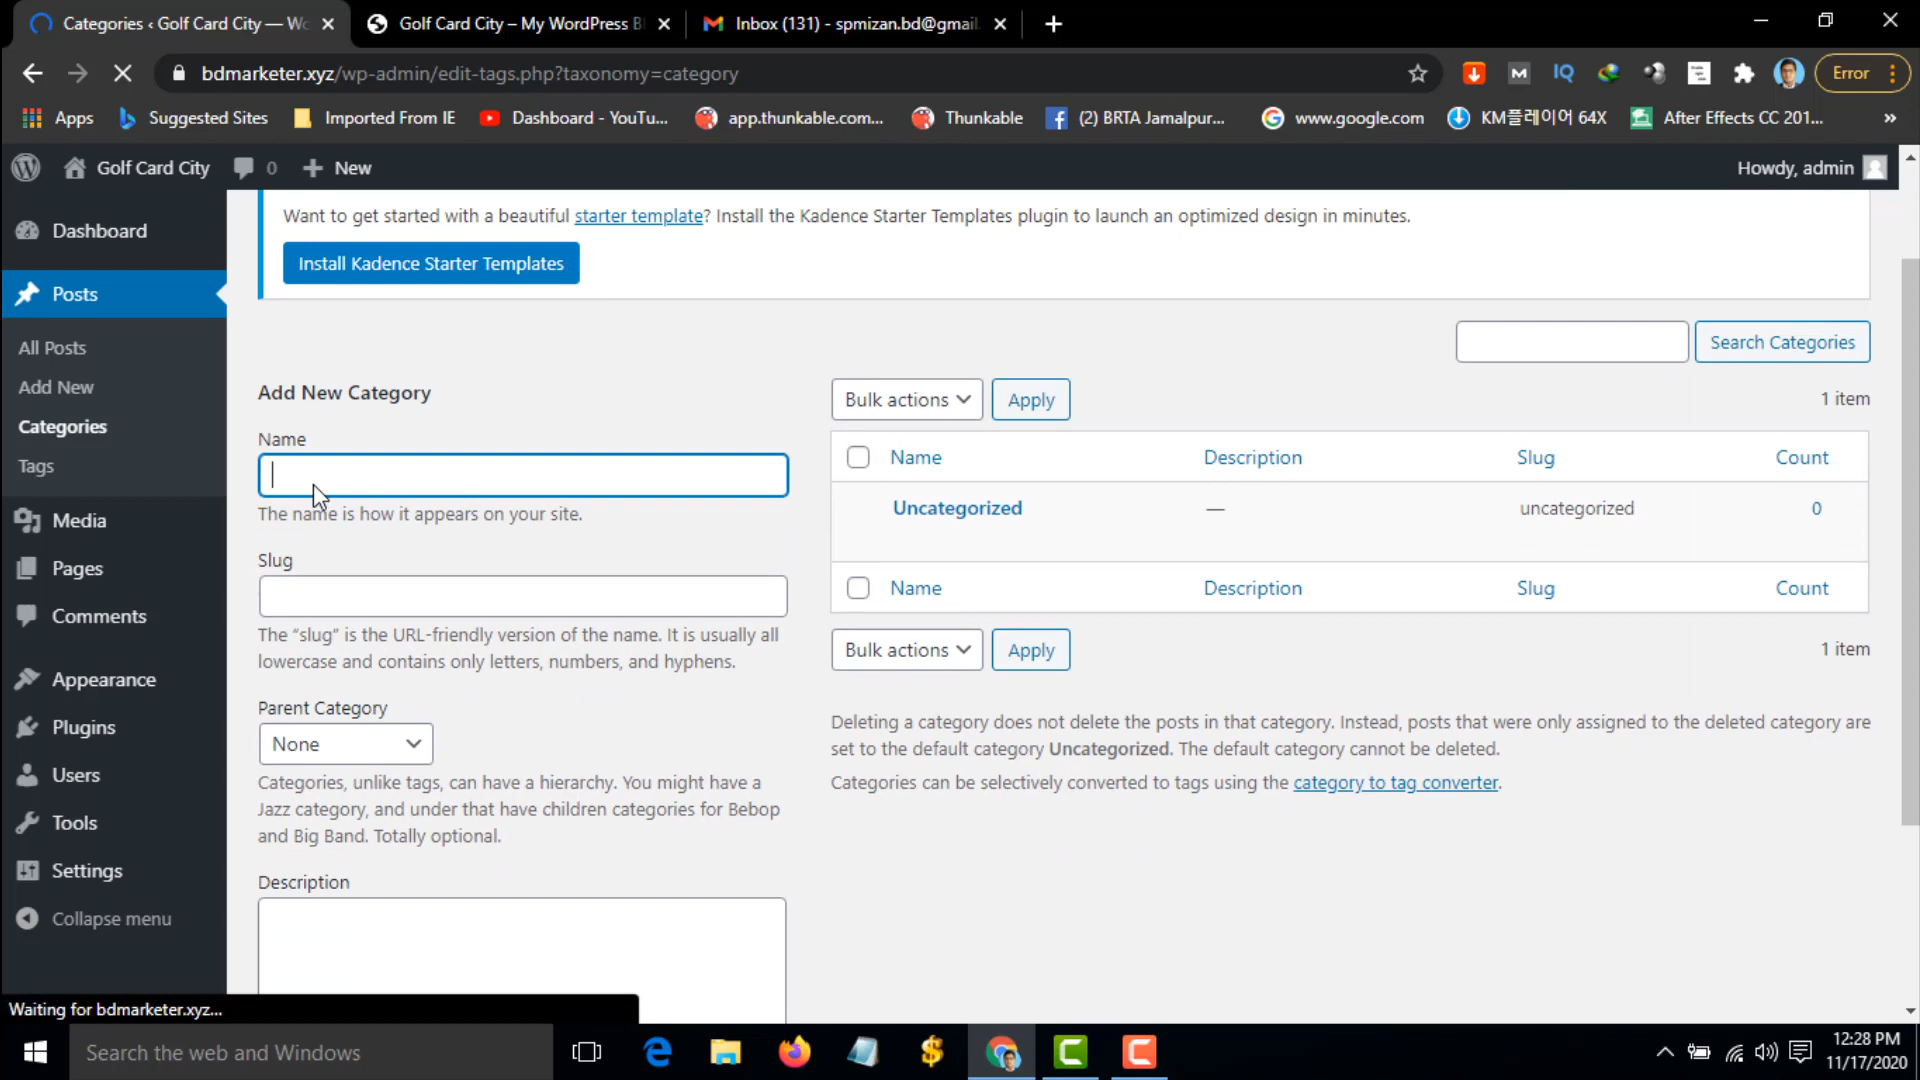 Categories ‹ Golf Card City — Wo
Golf Card City – My WordPress B
Inbox (131) - spmizan.bd@gmail.
bdmarketer.xyz/wp-admin/edit-tags.php?taxonomy=category
Error
Apps
Suggested Sites
Imported From IE
Dashboard - YouTu...
app.thunkable.com...
Thunkable
(2) BRTA Jamalpur...
www.google.com
KM플레이어 64X
After Effects CC 201...
»
Golf Card City
0
New
Howdy, admin
Dashboard
Posts
All Posts
Add New
Categories
Tags
Media
Pages
Comments
Appearance
Plugins
Users
Tools
Settings
Collapse menu
Want to get started with a beautiful starter template? Install the Kadence Starter Templates plugin to launch an optimized design in minutes.
Install Kadence Starter Templates
Search Categories
Add New Category
Name
The name is how it appears on your site.
Slug
The “slug” is the URL-friendly version of the name. It is usually all
lowercase and contains only letters, numbers, and hyphens.
Parent Category
None
Categories, unlike tags, can have a hierarchy. You might have a
Jazz category, and under that have children categories for Bebop
and Big Band. Totally optional.
Description
Bulk actions
Apply
1 item
Name Description Slug Count
Uncategorized — uncategorized 0
Name Description Slug Count
Bulk actions
Apply
1 item
Deleting a category does not delete the posts in that category. Instead, posts that were only assigned to the deleted category are
set to the default category Uncategorized. The default category cannot be deleted.
Categories can be selectively converted to tags using the category to tag converter.
Waiting for bdmarketer.xyz...
Search the web and Windows
12:28 PM
11/17/2020